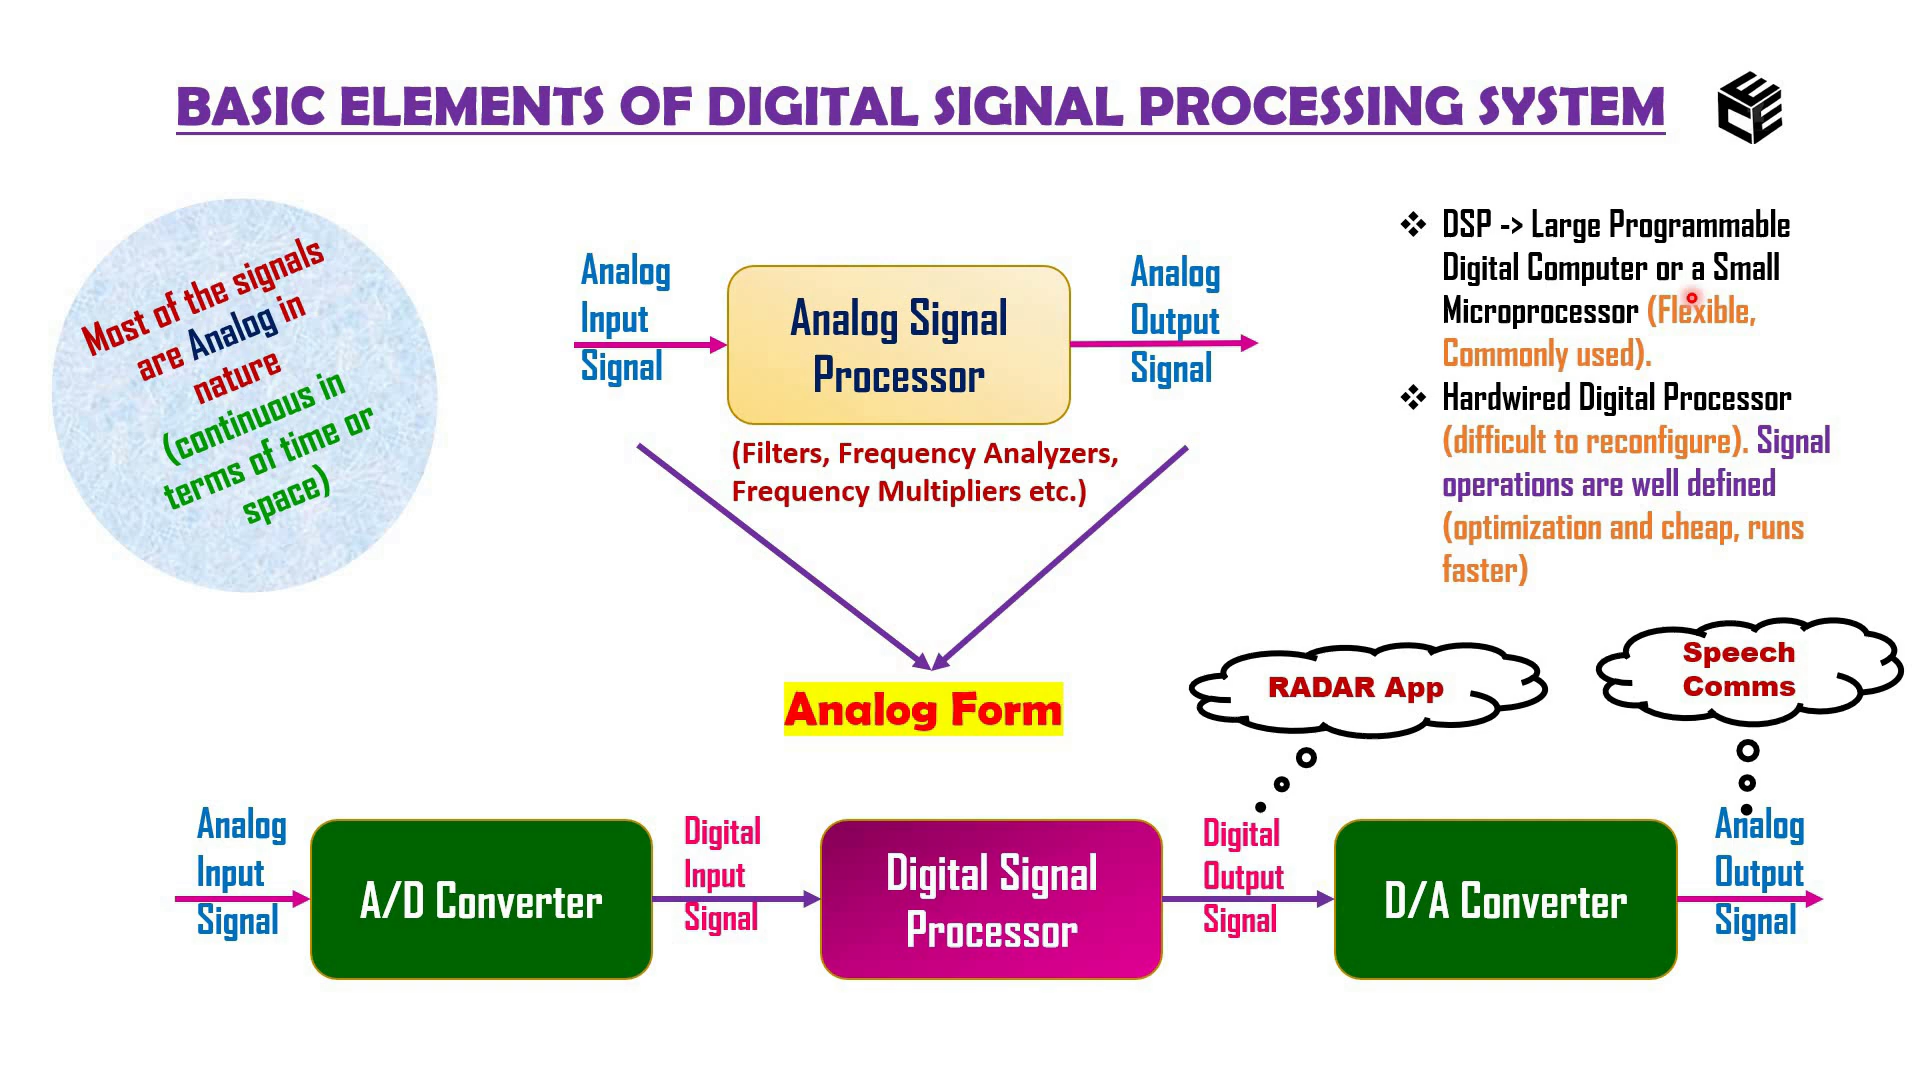 BASIC ELEMENTS OF DIGITAL SIGNAL PROCESSING SYSTEM
ECE
Most of the signals
are Analog in
nature
(continuous in
terms of time or
space)
Analog
Input
Signal
Analog Signal
Processor
Analog
Output
Signal
(Filters, Frequency Analyzers,
Frequency Multipliers etc.)
❖ DSP -> Large Programmable
Digital Computer or a Small
Microprocessor (Flexible,
Commonly used).
❖ Hardwired Digital Processor
(difficult to reconfigure). Signal
operations are well defined
(optimization and cheap, runs
faster)
Analog Form
RADAR App
Speech
Comms
Analog
Input
Signal
A/D Converter
Digital
Input
Signal
Digital Signal
Processor
Digital
Output
Signal
D/A Converter
Analog
Output
Signal